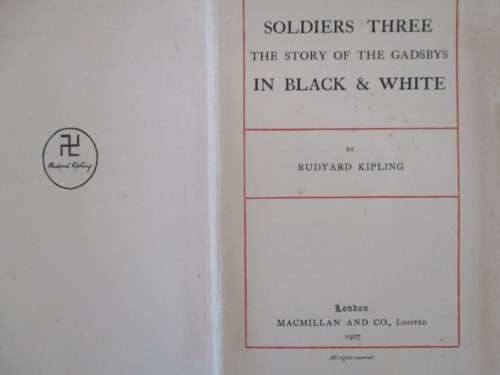 Rudyard Kipling
SOLDIERS THREE
THE STORY OF THE GADSBYS
IN BLACK & WHITE
BY
RUDYARD KIPLING
London
MACMILLAN AND CO., LIMITED
1907
All rights reserved